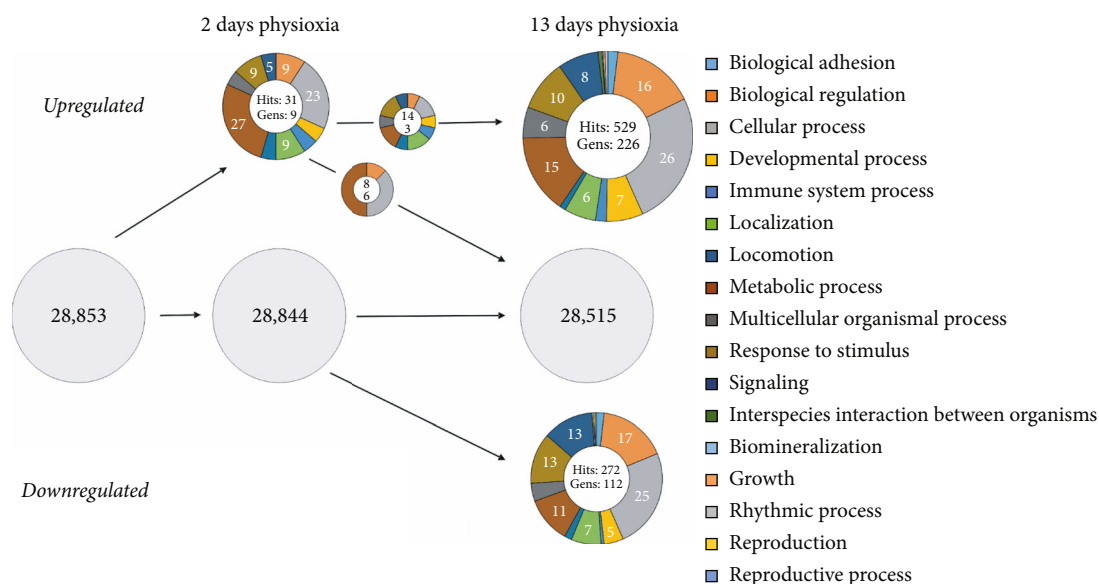 2 days physioxia
13 days physioxia
Upregulated
9
5
9
23
27
9
Hits: 31
Gens: 9
14
3
8
6
8
16
10
6
26
15
6
7
Hits: 529
Gens: 226
28,853
28,844
28,515
Downregulated
13
17
13
25
11
7
5
Hits: 272
Gens: 112
Biological adhesion
Biological regulation
Cellular process
Developmental process
Immune system process
Localization
Locomotion
Metabolic process
Multicellular organismal process
Response to stimulus
Signaling
Interspecies interaction between organisms
Biomineralization
Growth
Rhythmic process
Reproduction
Reproductive process